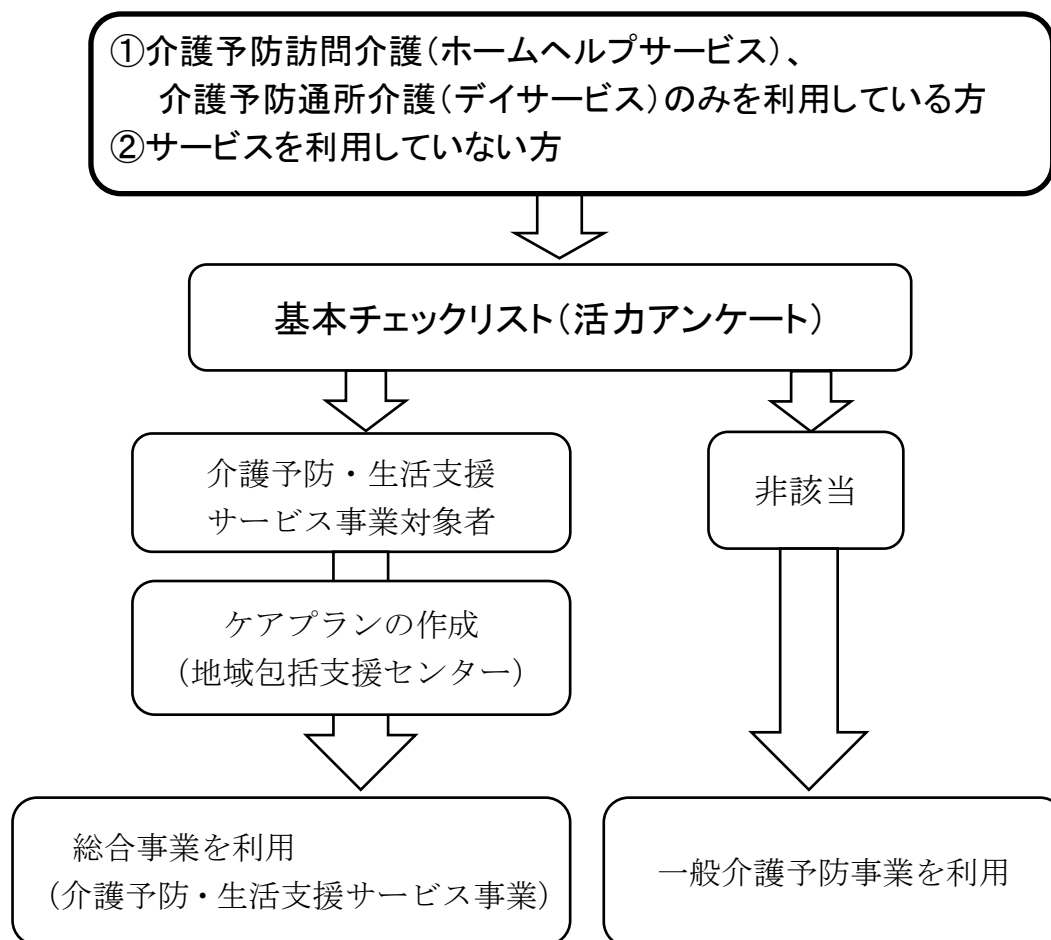 ①介護予防訪問介護(ホームヘルプサービス)、
介護予防通所介護(デイサービス)のみを利用している方
②サービスを利用していない方
基本チェックリスト(活力アンケート)
介護予防・生活支援
サービス事業対象者
非該当
ケアプランの作成
(地域包括支援センター)
総合事業を利用
(介護予防・生活支援サービス事業)
一般介護予防事業を利用